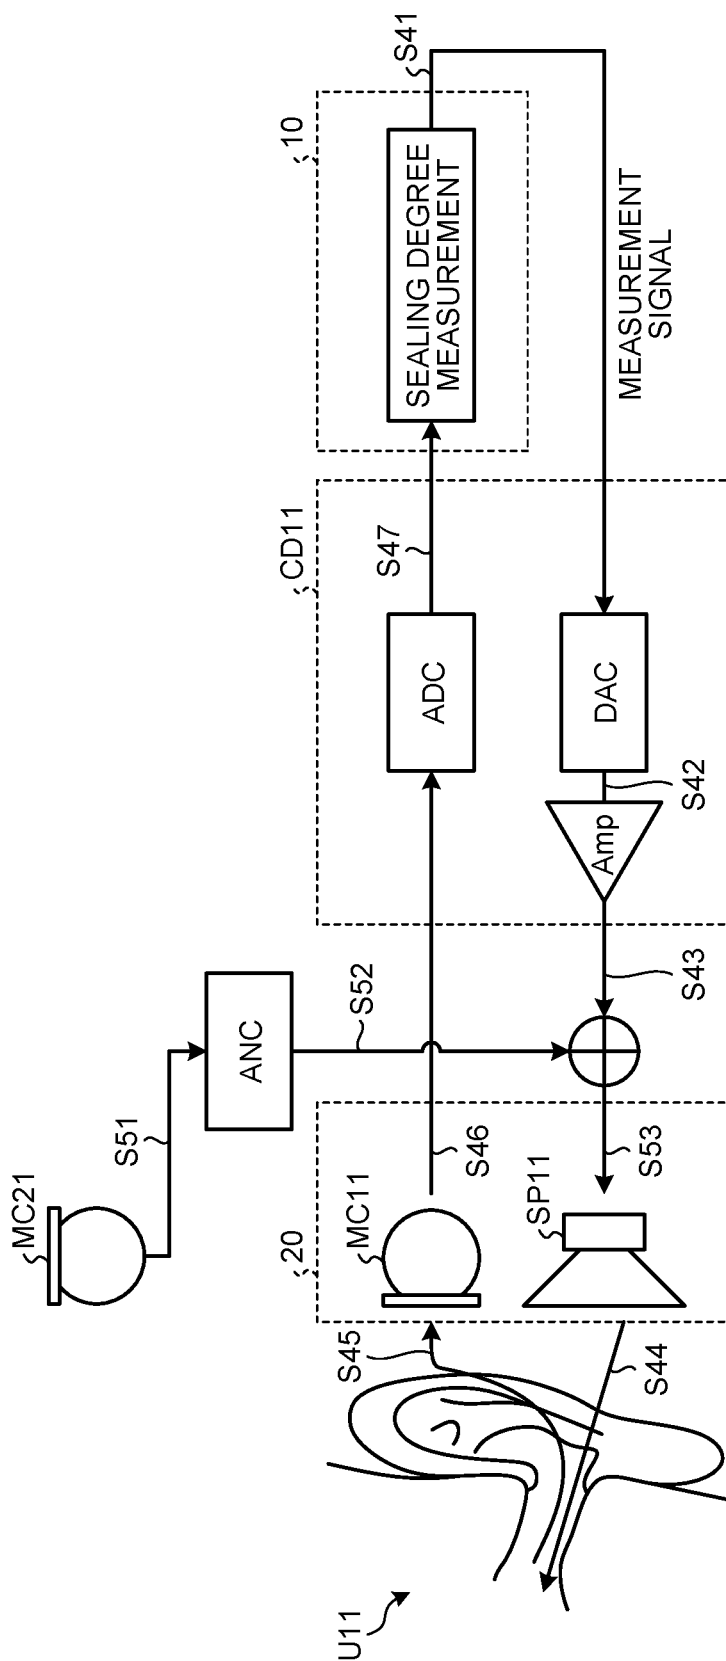 MC21
S51
ANC
S52
U11
S45
S44
20
MC11
SP11
S46
S53
S43
CD11
ADC
Amp
S42
DAC
S47
10
SEALING DEGREE
MEASUREMENT
S41
MEASUREMENT
SIGNAL